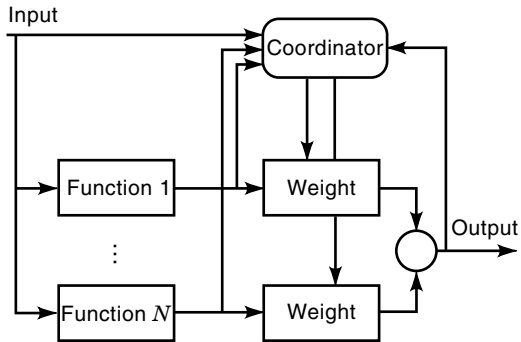 Input
Coordinator
Function 1
Weight
Output
⋮
Function N
Weight